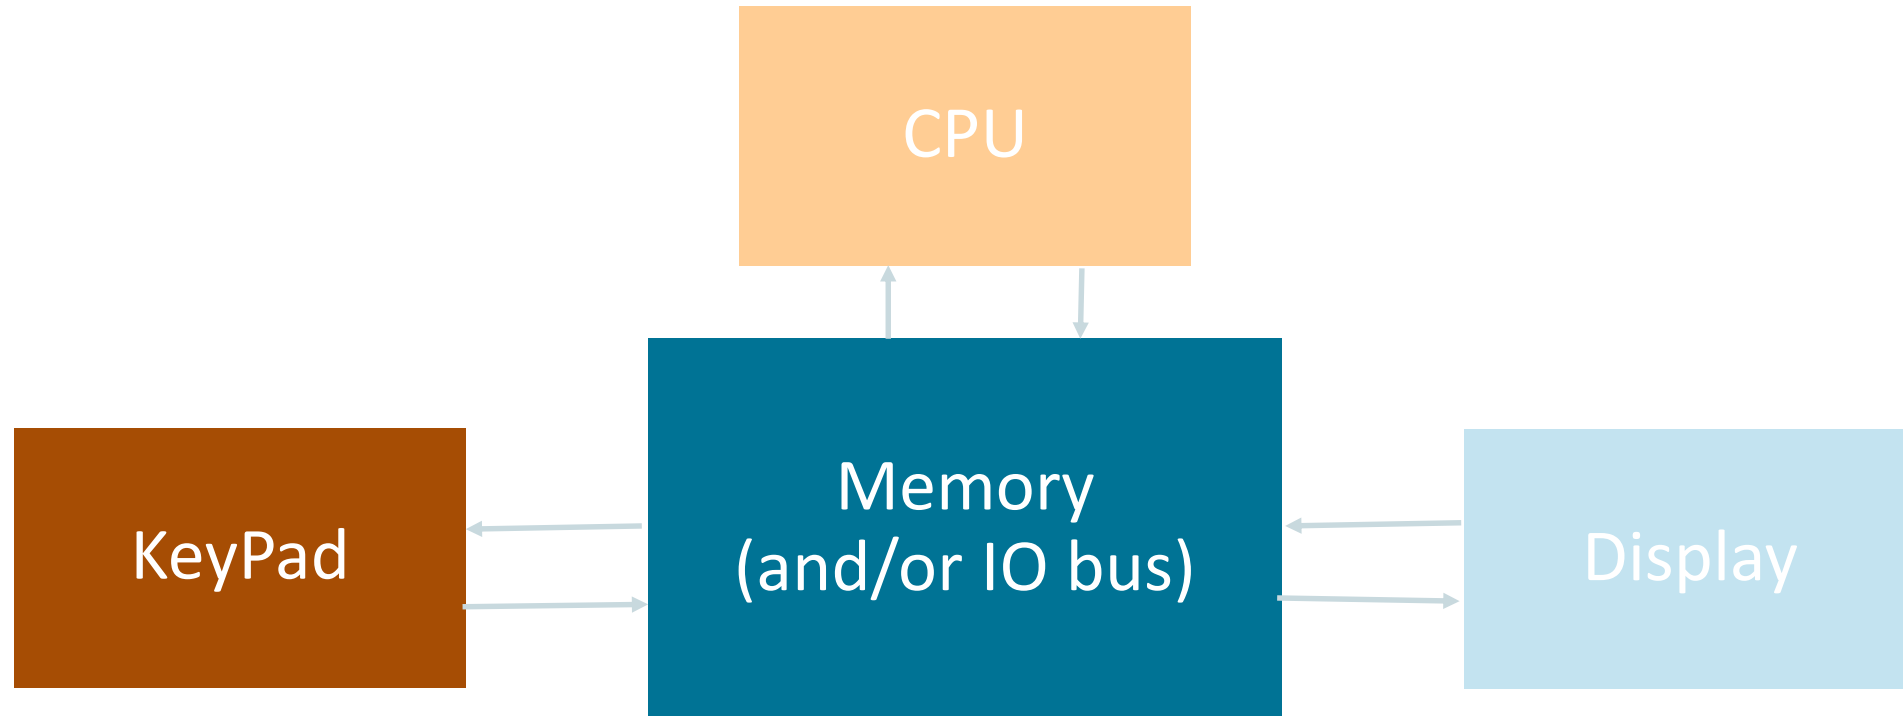 CPU
Memory
(and/or IO bus)
KeyPad
Display